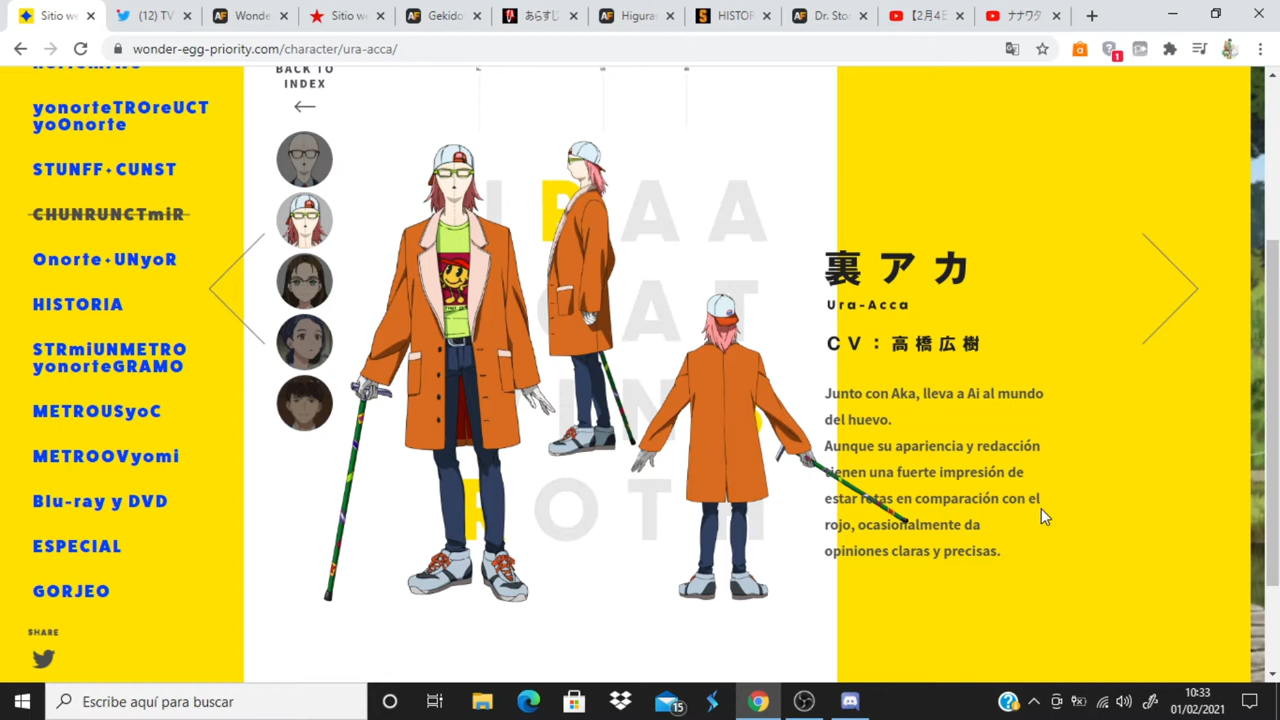 Sitio w
(12) TV
Wonde
Sitio we
Gekido
あらすじ
Higura
HISTOR
Dr. Sto
【2月4日
ナナワク
wonder-egg-priority.com/character/ura-acca/
1
BACK TO
INDEX
yonorteTROreUCT
yoOnorte
STUNFF·CUNST
CHUNRUNCTmiR
Onorte·UNyoR
HISTORIA
STRmiUNMETRO
yonorteGRAMO
METROUSyoC
METROOVyomi
Blu-ray y DVD
ESPECIAL
GORJEO
SHARE
裏アカ
Ura-Acca
CV：高橋広樹
Junto con Aka, lleva a Ai al mundo
del huevo.
Aunque su apariencia y redacción
tienen una fuerte impresión de
estar rotas en comparación con el
rojo, ocasionalmente da
opiniones claras y precisas.
Escribe aquí para buscar
15
10:33
01/02/2021